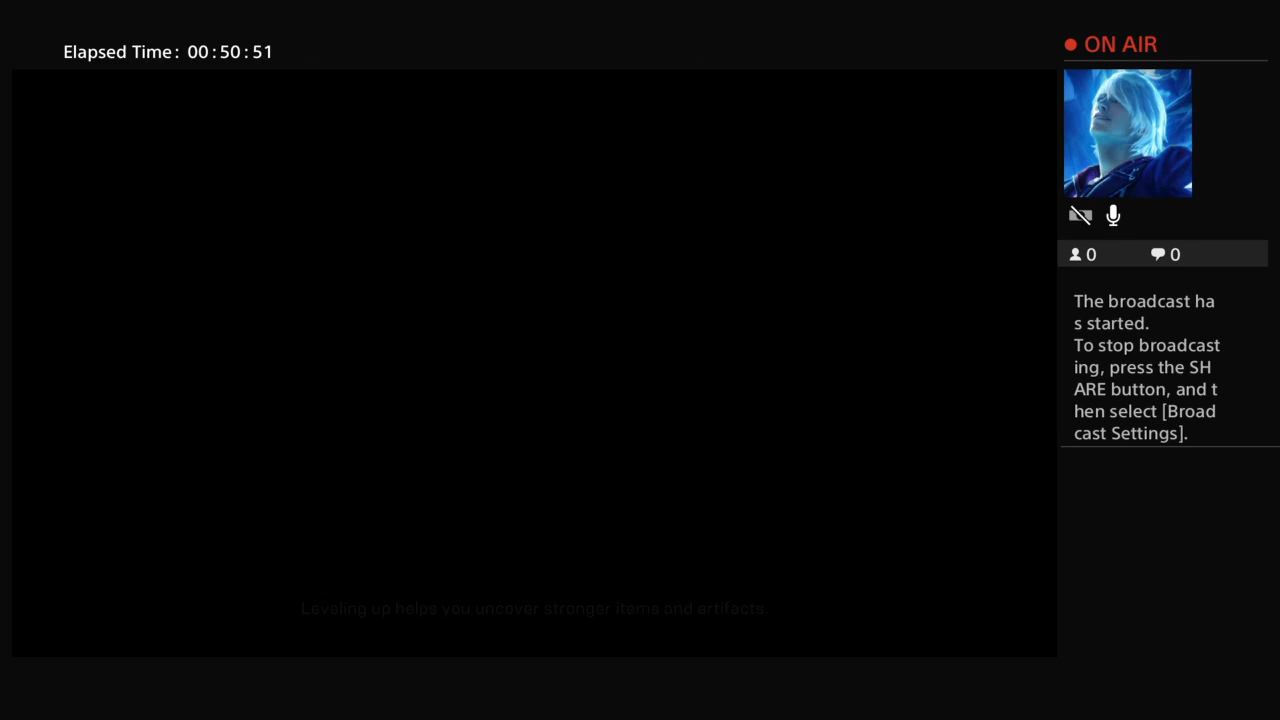 Elapsed Time: 00:50:51
ON AIR
0 0
The broadcast ha
s started.
To stop broadcast
ing, press the SH
ARE button, and t
hen select [Broad
cast Settings].
Leveling up helps you uncover stronger items and artifacts.